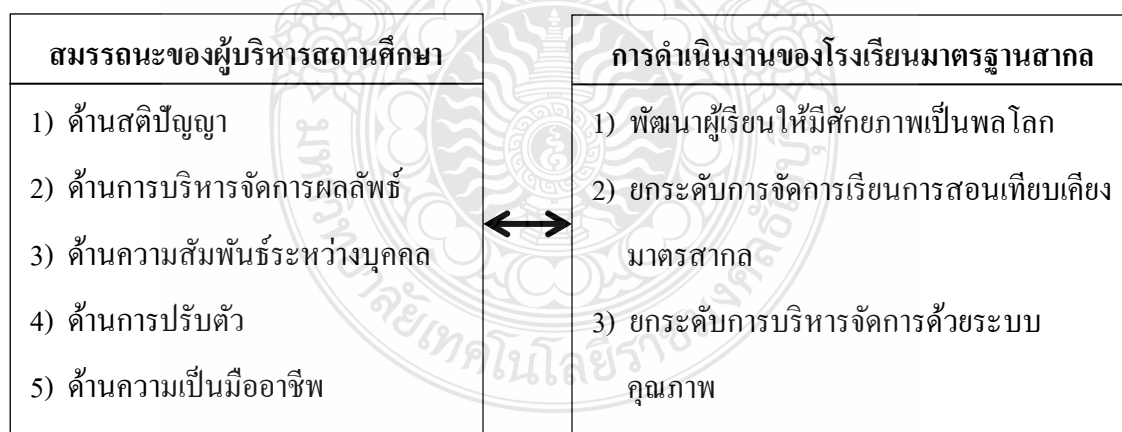 สมรรถนะของผู้บริหารสถานศึกษา
1) ด้านสติปัญญา
2) ด้านการบริหารจัดการผลลัพธ์
3) ด้านความสัมพันธ์ระหว่างบุคคล
4) ด้านการปรับตัว
5) ด้านความเป็นมืออาชีพ
การดำเนินงานของโรงเรียนมาตรฐานสากล
1) พัฒนาผู้เรียนให้มีศักยภาพเป็นพลโลก
2) ยกระดับการจัดการเรียนการสอนเทียบเคียง
มาตรสากล
3) ยกระดับการบริหารจัดการด้วยระบบ
คุณภาพ